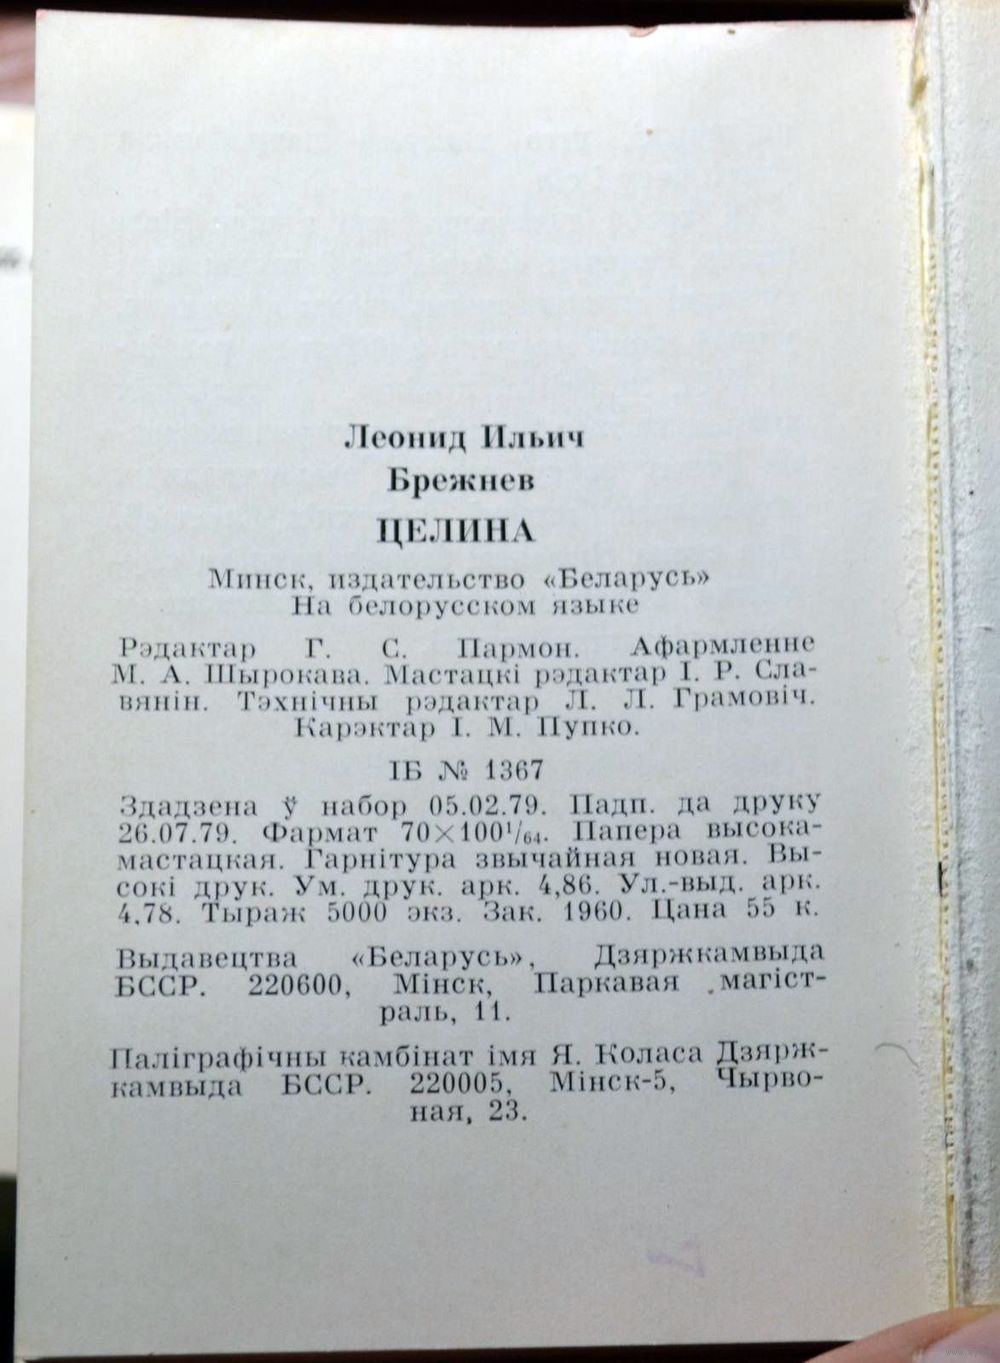 Леонид Ильич
Брежнев
ЦЕЛИНА
Минск, издательство «Беларусь»
На белорусском языке
Рэдактар Г. С. Пармон. Афармленне
М. А. Шырокава. Мастацкі рэдактар І. Р. Сла-
вянін. Тэхнічны рэдактар Л. Л. Грамовіч.
Карэктар І. М. Пупко.
ІБ № 1367
Здадзена ў набор 05.02.79. Падп. да друку
26.07.79. Фармат 70×100¹/₆₄. Папера высока-
мастацкая. Гарнітура звычайная новая. Вы-
сокі друк. Ум. друк. арк. 4,86. Ул.-выд. арк.
4,78. Тыраж 5000 экз. Зак. 1960. Цана 55 к.
Выдавецтва «Беларусь», Дзяржкамвыда
БССР. 220600, Мінск, Паркавая магіст-
раль, 11.
Паліграфічны камбінат імя Я. Коласа Дзярж-
камвыда БССР. 220005, Мінск-5, Чырво-
ная, 23.